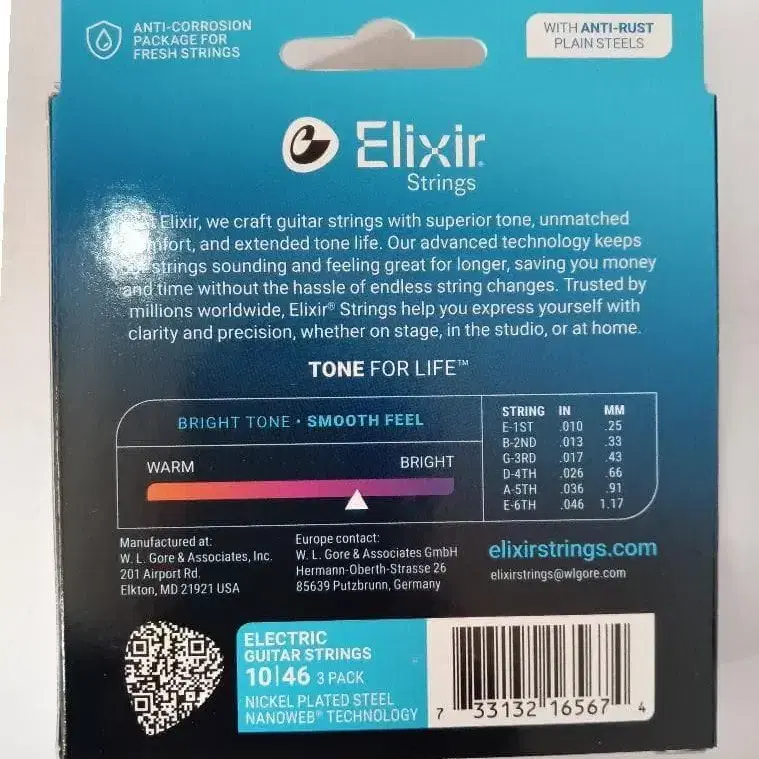 ANTI-CORROSION
PACKAGE FOR
FRESH STRINGS
WITH ANTI-RUST
PLAIN STEELS
Elixir
Strings
Elixir, we craft guitar strings with superior tone, unmatched
and extended tone life. Our advanced technology keeps
strings sounding and feeling great for longer, saving you money
and time without the hassle of endless string changes. Trusted by
millions worldwide, Elixir® Strings help you express yourself with
clarity and precision, whether on stage, in the studio, or at home.
TONE FOR LIFE™
BRIGHT TONE • SMOOTH FEEL
WARM BRIGHT
STRING IN MM
E-1ST .010 .25
B-2ND .013 .33
G-3RD .017 .43
D-4TH .026 .66
A-5TH .036 .91
E-6TH .046 1.17
Manufactured at:
W. L. Gore & Associates, Inc.
201 Airport Rd.
Elkton, MD 21921 USA
Europe contact:
W. L. Gore & Associates GmbH
Hermann-Oberth-Strasse 26
85639 Putzbrunn, Germany
elixirstrings.com
elixirstrings@wlgore.com
ELECTRIC
GUITAR STRINGS
10|46 3 PACK
NICKEL PLATED STEEL
NANOWEB® TECHNOLOGY
7 33132 16567 4